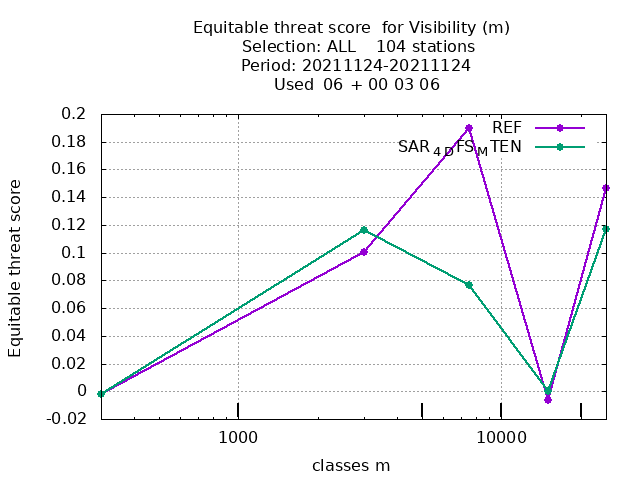 Equitable threat score  for Visibility (m)
Selection: ALL    104 stations
Period: 20211124-20211124
Used  06 + 00 03 06
REF
SAR4DFSMTEN
0.2
0.18
0.16
0.14
0.12
0.1
0.08
0.06
0.04
0.02
0
-0.02
Equitable threat score
1000
10000
classes m